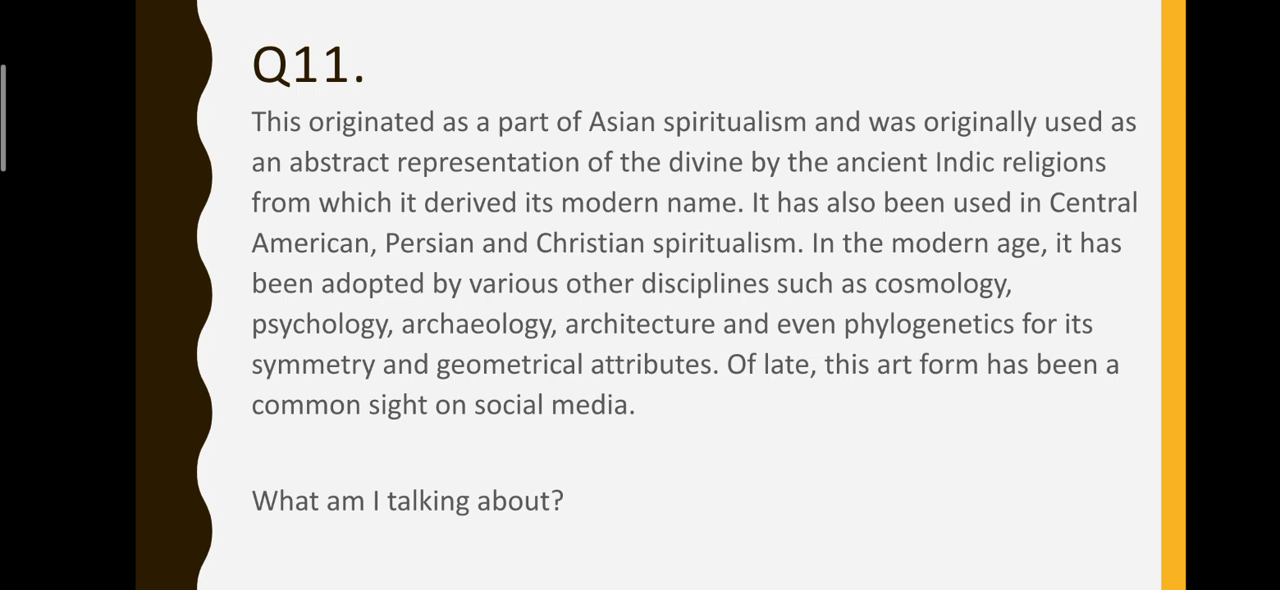 Q11.
This originated as a part of Asian spiritualism and was originally used as
an abstract representation of the divine by the ancient Indic religions
from which it derived its modern name. It has also been used in Central
American, Persian and Christian spiritualism. In the modern age, it has
been adopted by various other disciplines such as cosmology,
psychology, archaeology, architecture and even phylogenetics for its
symmetry and geometrical attributes. Of late, this art form has been a
common sight on social media.
What am I talking about?